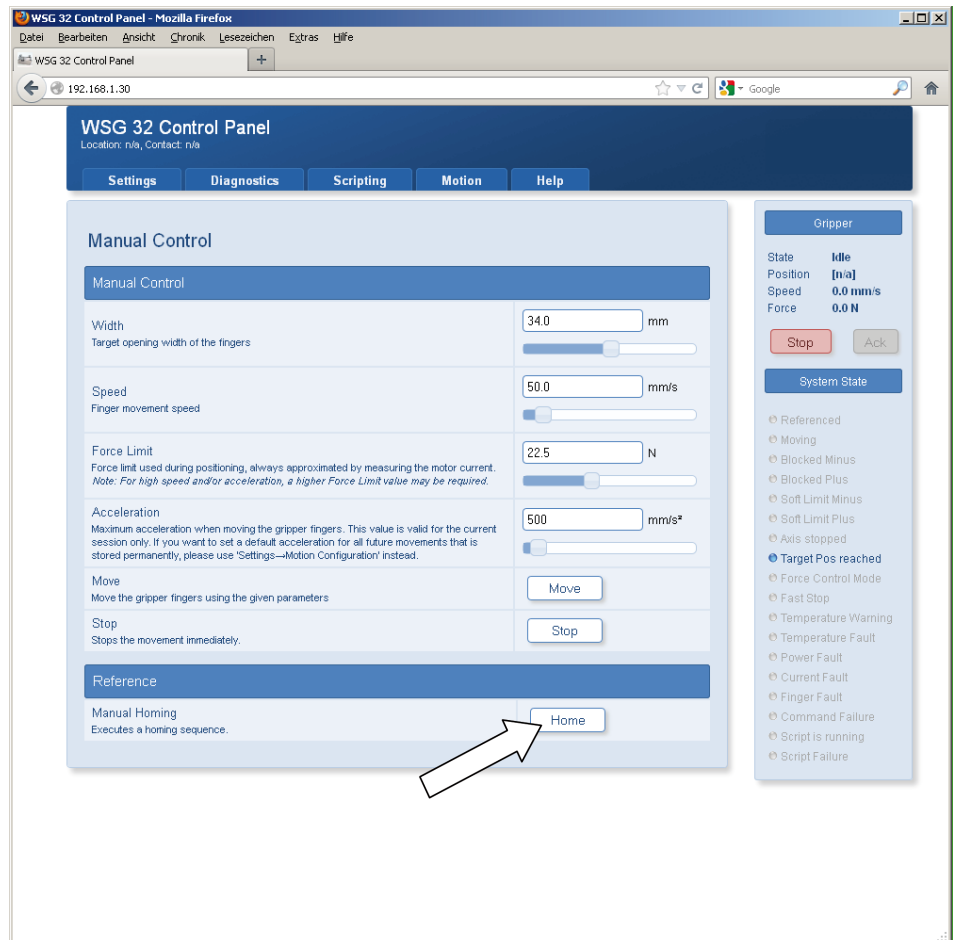 WSG 32 Control Panel - Mozilla Firefox
Datei Bearbeiten Ansicht Chronik Lesezeichen Extras Hilfe
WSG 32 Control Panel
192.168.1.30
Google
WSG 32 Control Panel
Location: n/a, Contact: n/a
Settings Diagnostics Scripting Motion Help
Manual Control
Manual Control
Width
Target opening width of the fingers
34.0 mm
Speed
Finger movement speed
50.0 mm/s
Force Limit
Force limit used during positioning, always approximated by measuring the motor current.
Note: For high speed and/or acceleration, a higher Force Limit value may be required.
22.5 N
Acceleration
Maximum acceleration when moving the gripper fingers. This value is valid for the current
session only. If you want to set a default acceleration for all future movements that is
stored permanently, please use 'Settings→Motion Configuration' instead.
500 mm/s²
Move
Move the gripper fingers using the given parameters
Move
Stop
Stops the movement immediately.
Stop
Reference
Manual Homing
Executes a homing sequence.
Home
Gripper
State Idle
Position [n/a]
Speed 0.0 mm/s
Force 0.0 N
Stop Ack
System State
Referenced
Moving
Blocked Minus
Blocked Plus
Soft Limit Minus
Soft Limit Plus
Axis stopped
Target Pos reached
Force Control Mode
Fast Stop
Temperature Warning
Temperature Fault
Power Fault
Current Fault
Finger Fault
Command Failure
Script is running
Script Failure